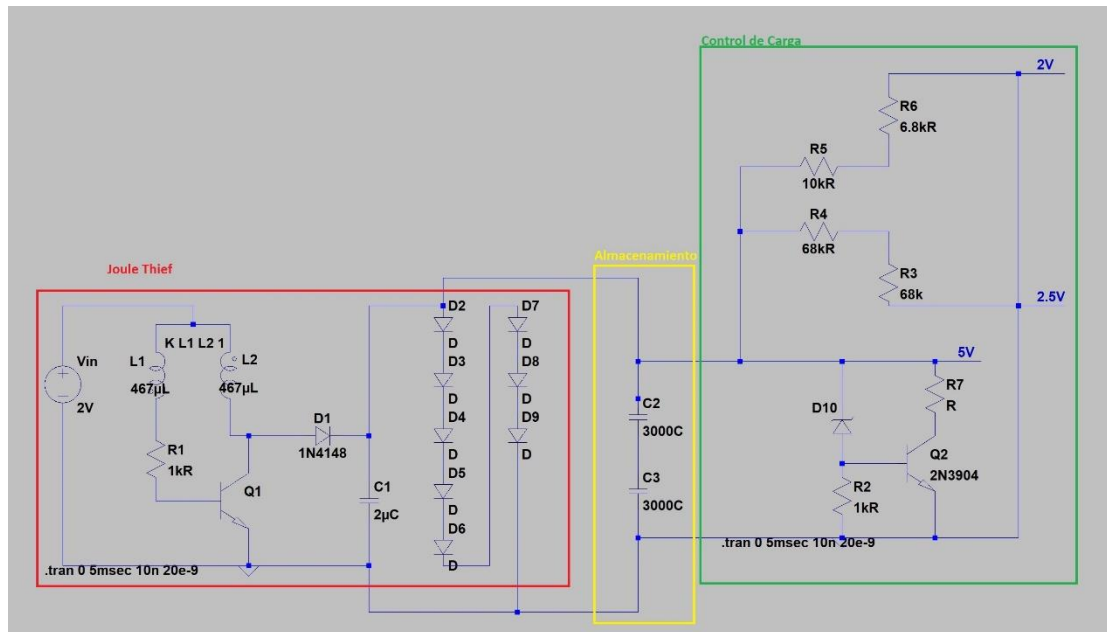 Control de Carga
2V
R6
6.8kR
R5
10kR
R4
68kR
R3
68k
2.5V
5V
R7
R
D10
Q2
2N3904
R2
1kR
.tran 0 5msec 10n 20e-9
Almacenamiento
C2
3000C
C3
3000C
Joule Thief
Vin
2V
K L1 L2 1
L1
467µL
L2
467µL
R1
1kR
Q1
D1
1N4148
C1
2µC
D2
D
D3
D
D4
D
D5
D
D6
D
D7
D
D8
D
D9
D
.tran 0 5msec 10n 20e-9